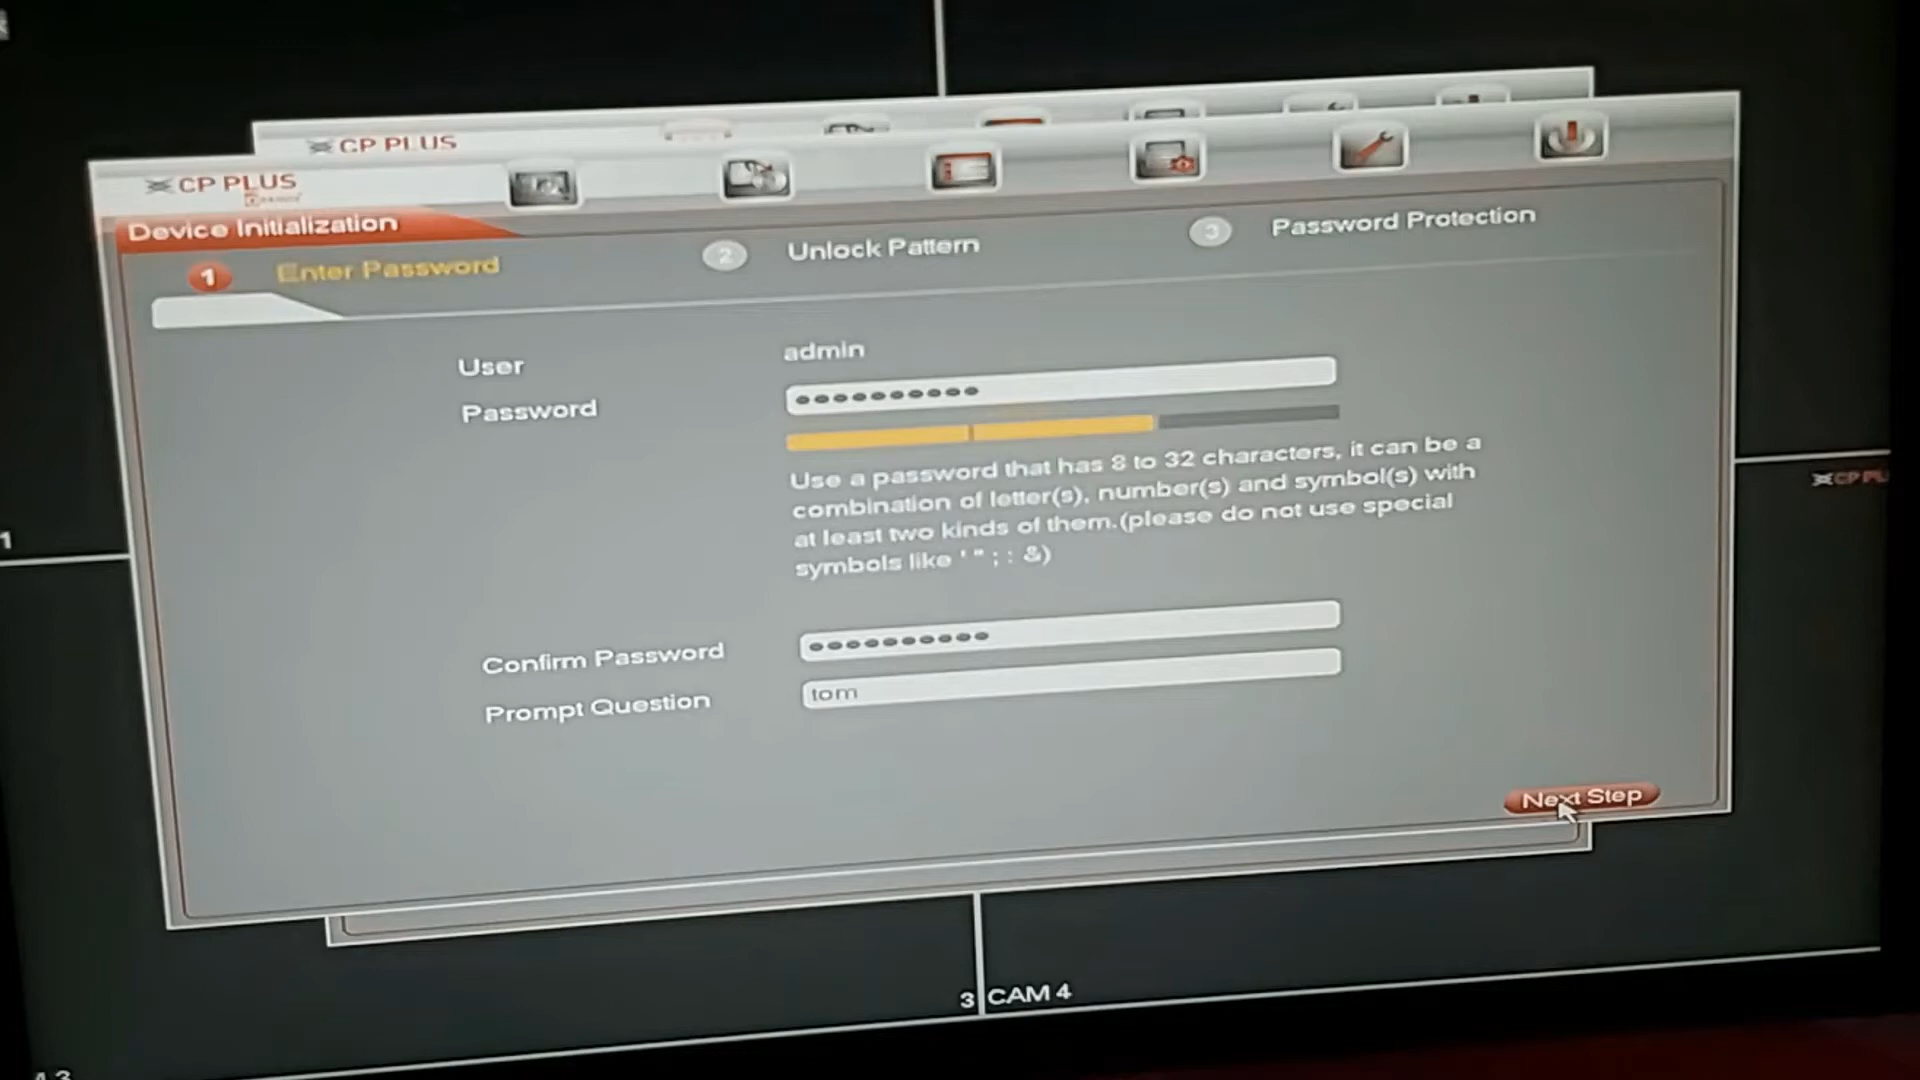 CP PLUS
CP PLUS
Device Initialization
1 Enter Password
2 Unlock Pattern
3 Password Protection
User admin
Password ••••••••••
Use a password that has 8 to 32 characters, it can be a
combination of letter(s), number(s) and symbol(s) with
at least two kinds of them.(please do not use special
symbols like ' " ; : &)
Confirm Password ••••••••••
Prompt Question tom
Next Step
1
CP PL
3 CAM 4
3